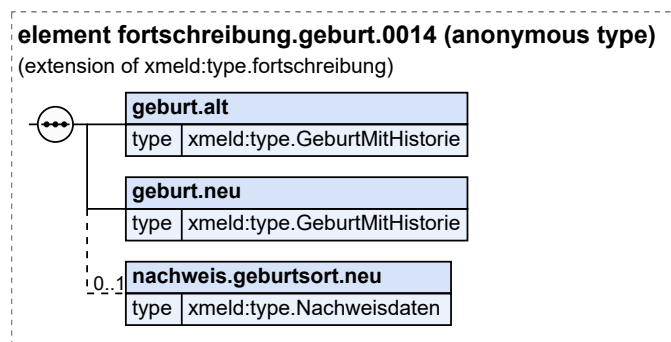 element fortschreibung.geburt.0014 (anonymous type)
(extension of xmeld:type.fortschreibung)
geburt.alt
type xmeld:type.GeburtMitHistorie
geburt.neu
type xmeld:type.GeburtMitHistorie
0..1 nachweis.geburtsort.neu
type xmeld:type.Nachweisdaten